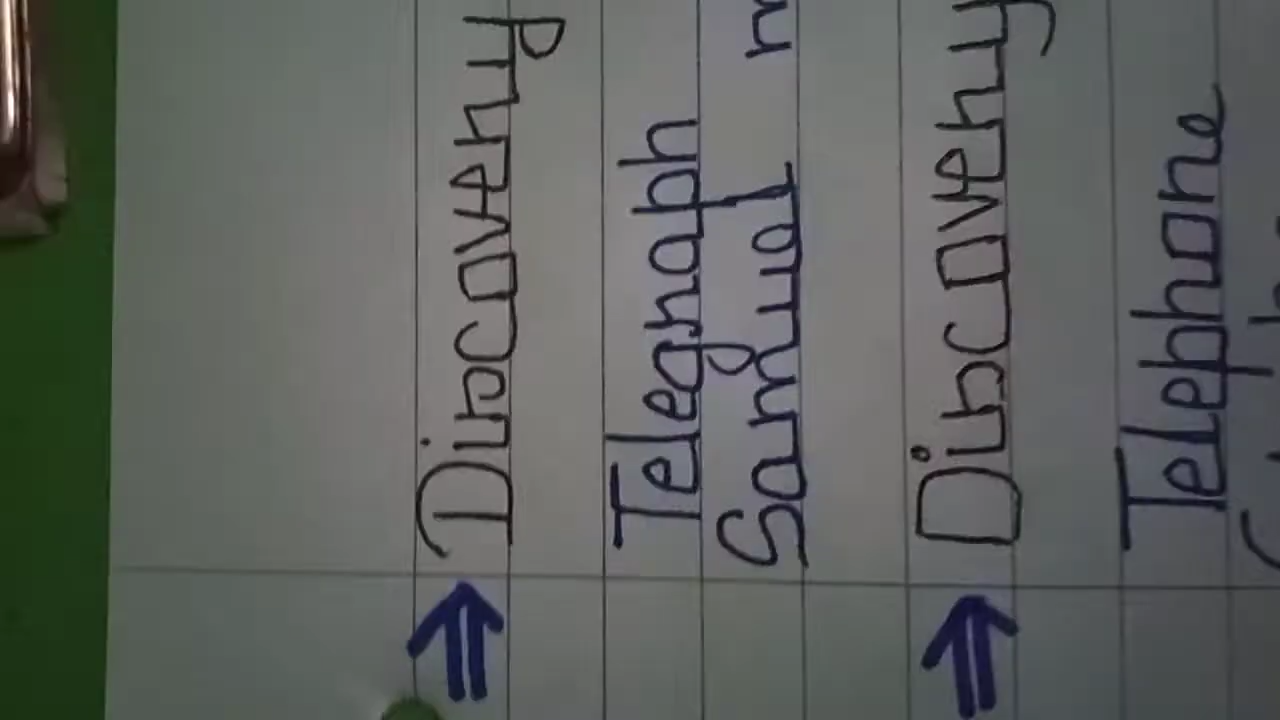 ⇒ Discovery
Telegraph
Samual m
⇒ Discovery
Telephone